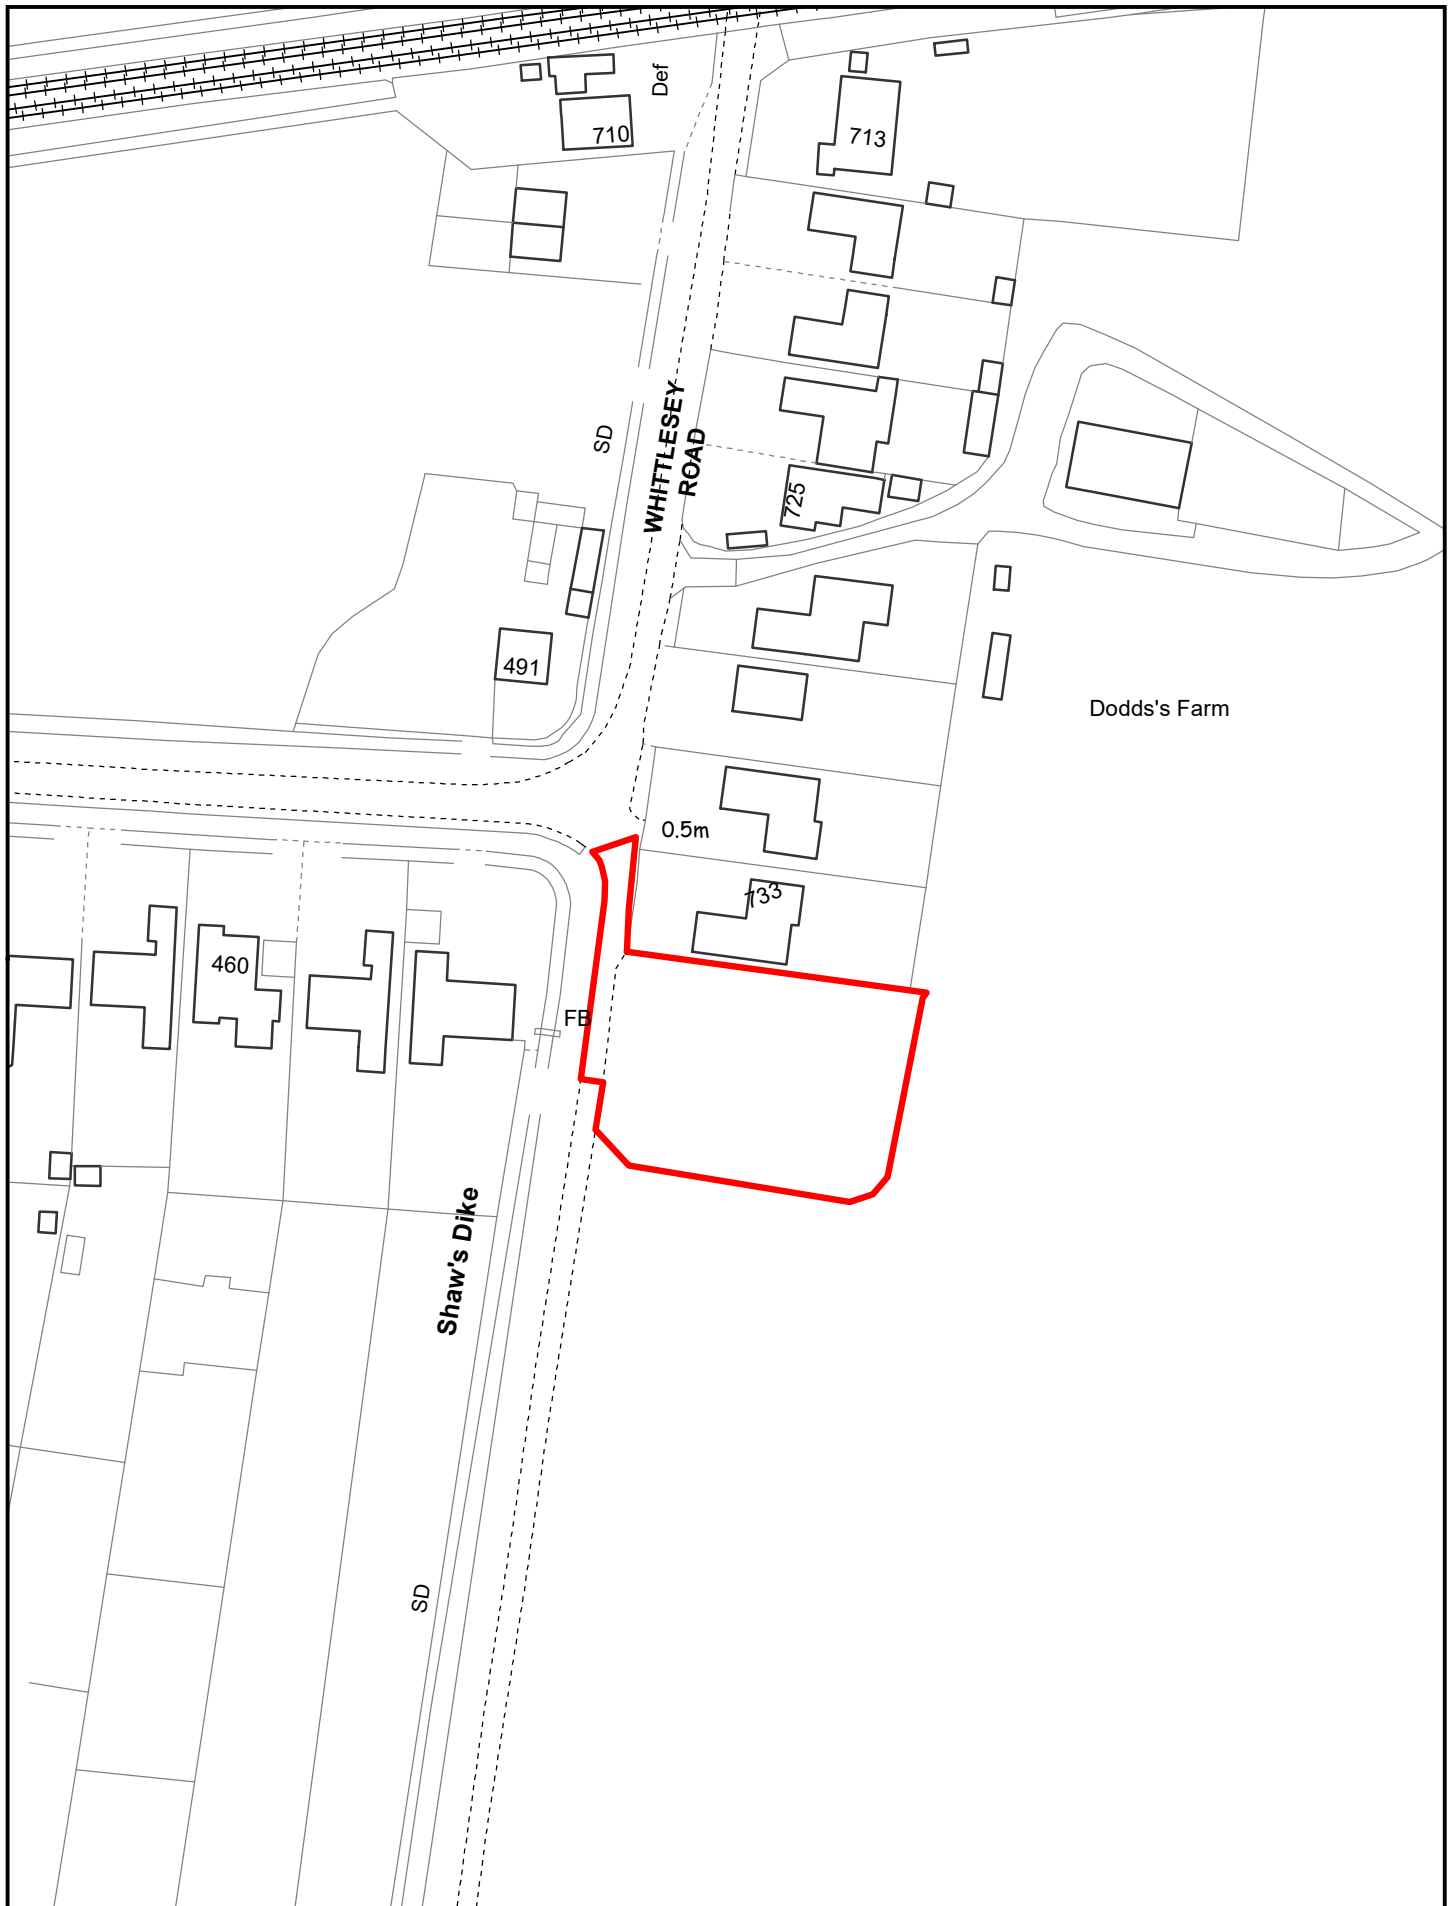 Def
710
713
SD
WHITTLESEY
ROAD
725
491
Dodds's Farm
0.5m
733
460
FB
Shaw's Dike
SD